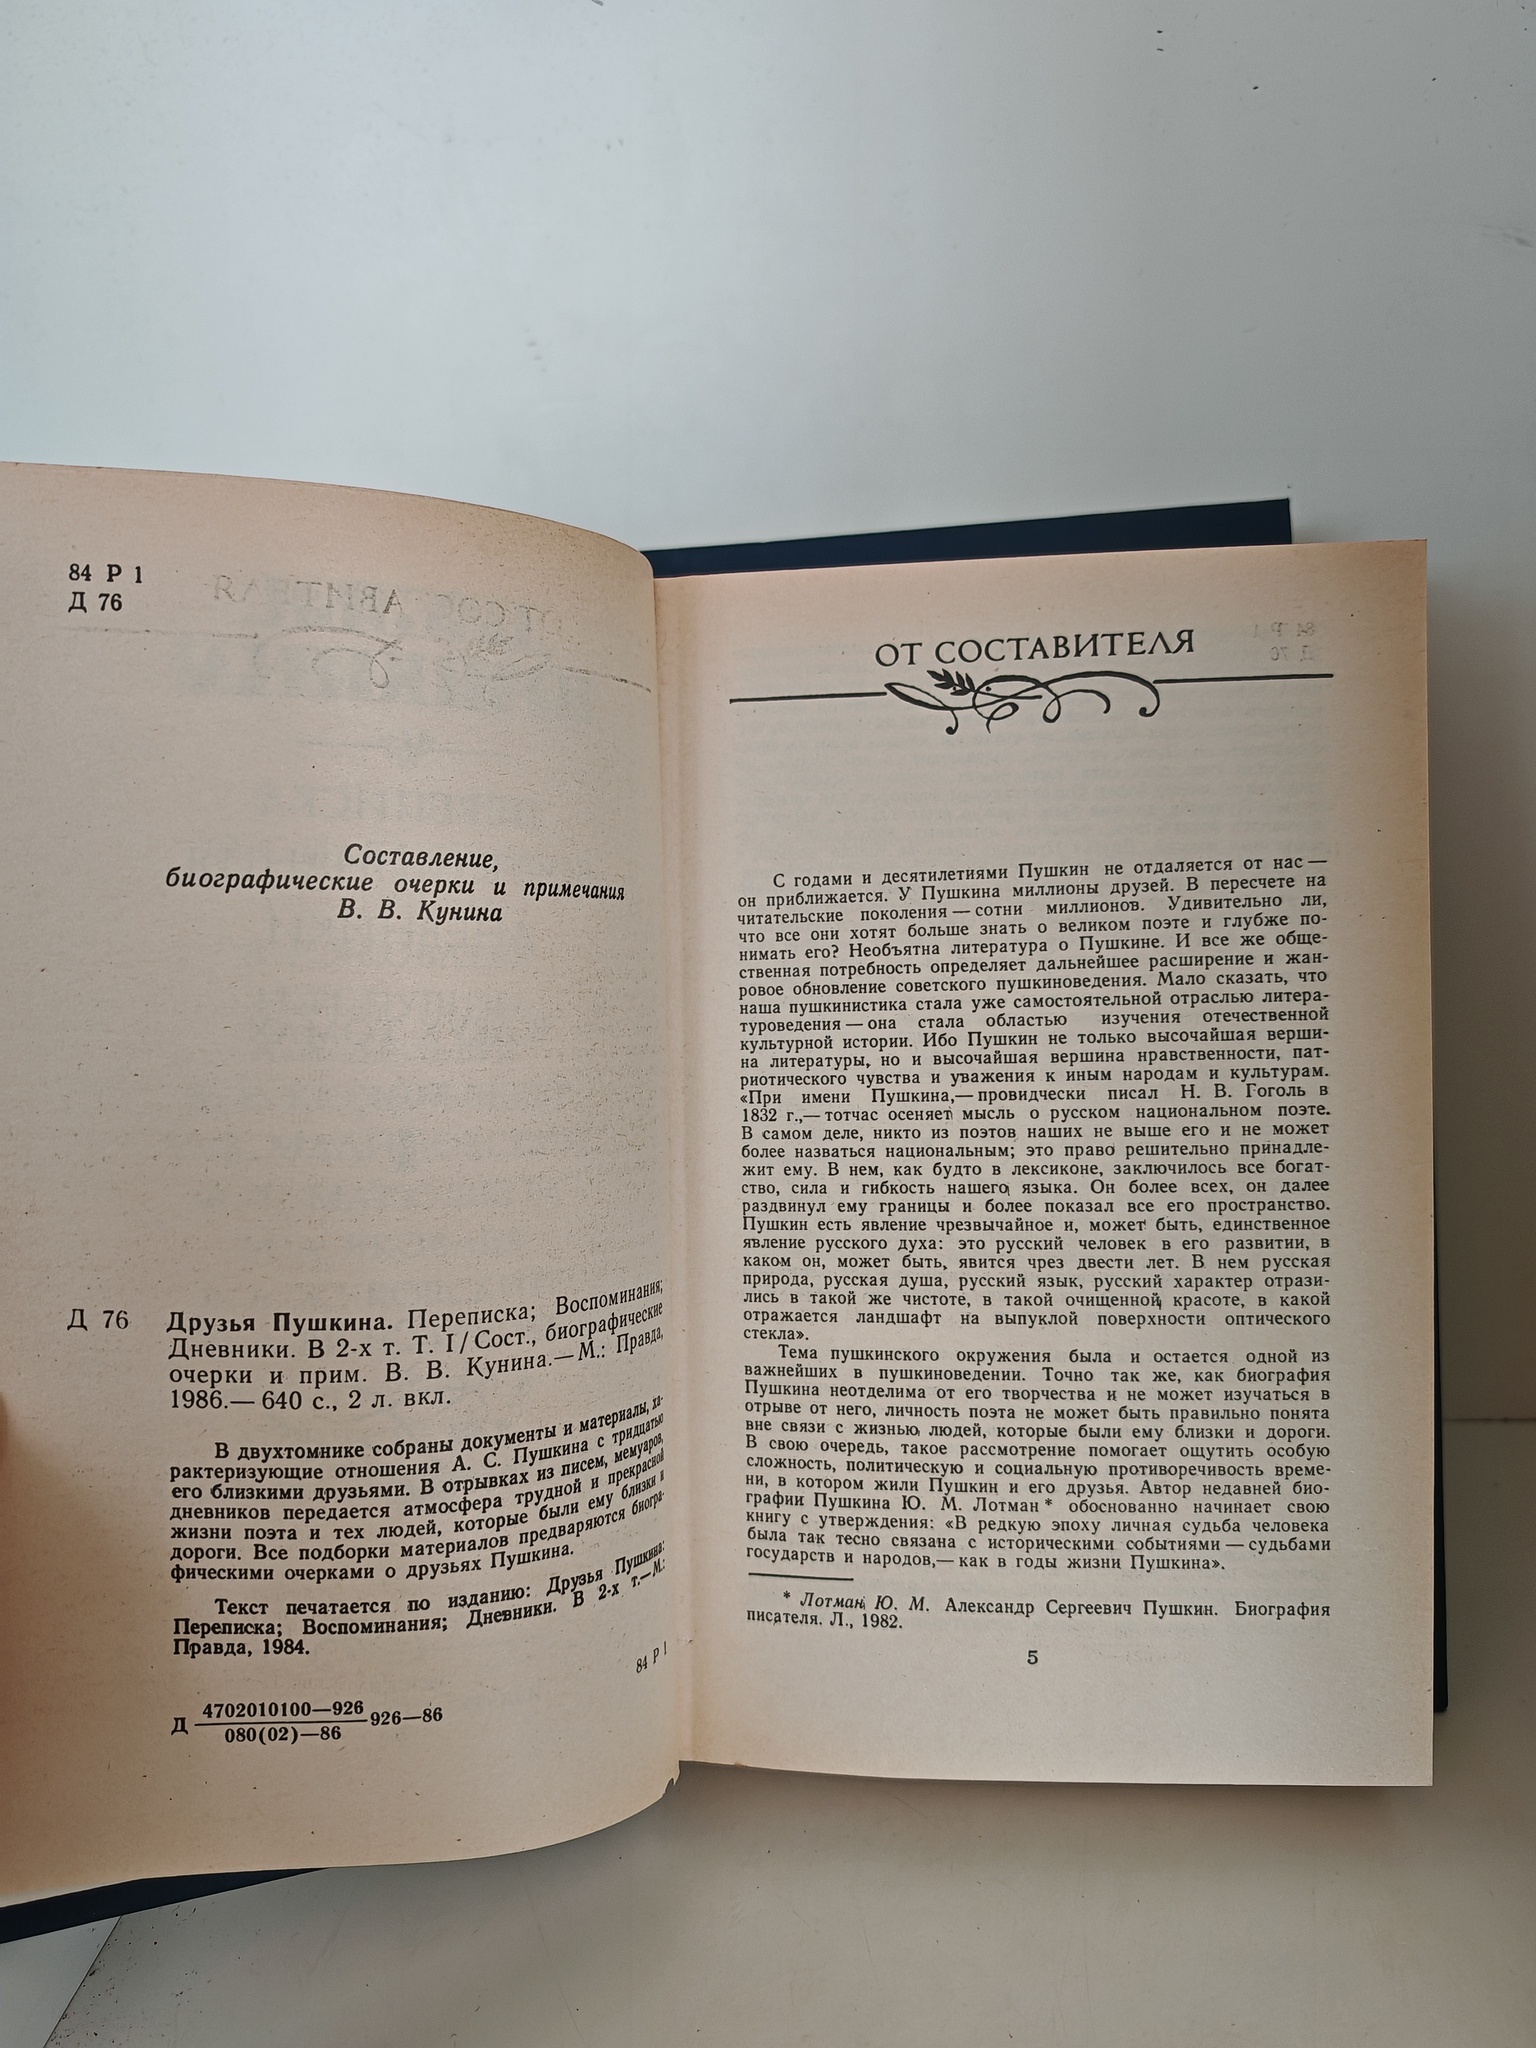 84 Р 1
Д 76
Составление,
биографические очерки и примечания
В. В. Кунина
Д 76
Друзья Пушкина. Переписка; Воспоминания;
Дневники. В 2-х т. Т. I/Сост., биографические
очерки и прим. В. В. Кунина.—М.: Правда,
1986.— 640 с., 2 л. вкл.
В двухтомнике собраны документы и материалы, ха-
рактеризующие отношения А. С. Пушкина с тридцатью
его близкими друзьями. В отрывках из писем, мемуаров,
дневников передается атмосфера трудной и прекрасной
жизни поэта и тех людей, которые были ему близки и
дороги. Все подборки материалов предваряются биогра-
фическими очерками о друзьях Пушкина.
Текст печатается по изданию: Друзья Пушкина:
Переписка; Воспоминания; Дневники. В 2-х т.—М.:
Правда, 1984.
84 Р 1
Д 4702010100—926
080(02)—86 926—86
ОТ СОСТАВИТЕЛЯ
С годами и десятилетиями Пушкин не отдаляется от нас —
он приближается. У Пушкина миллионы друзей. В пересчете на
читательские поколения — сотни миллионов. Удивительно ли,
что все они хотят больше знать о великом поэте и глубже по-
нимать его? Необъятна литература о Пушкине. И все же обще-
ственная потребность определяет дальнейшее расширение и жан-
ровое обновление советского пушкиноведения. Мало сказать, что
наша пушкинистика стала уже самостоятельной отраслью литера-
туроведения — она стала областью изучения отечественной
культурной истории. Ибо Пушкин не только высочайшая верши-
на литературы, но и высочайшая вершина нравственности, пат-
риотического чувства и уважения к иным народам и культурам.
«При имени Пушкина,— провидчески писал Н. В. Гоголь в
1832 г.,— тотчас осеняет мысль о русском национальном поэте.
В самом деле, никто из поэтов наших не выше его и не может
более назваться национальным; это право решительно принадле-
жит ему. В нем, как будто в лексиконе, заключилось все богат-
ство, сила и гибкость нашего языка. Он более всех, он далее
раздвинул ему границы и более показал все его пространство.
Пушкин есть явление чрезвычайное и, может быть, единственное
явление русского духа: это русский человек в его развитии, в
каком он, может быть, явится чрез двести лет. В нем русская
природа, русская душа, русский язык, русский характер отрази-
лись в такой же чистоте, в такой очищенной красоте, в какой
отражается ландшафт на выпуклой поверхности оптического
стекла».
Тема пушкинского окружения была и остается одной из
важнейших в пушкиноведении. Точно так же, как биография
Пушкина неотделима от его творчества и не может изучаться в
отрыве от него, личность поэта не может быть правильно понята
вне связи с жизнью людей, которые были ему близки и дороги.
В свою очередь, такое рассмотрение помогает ощутить особую
сложность, политическую и социальную противоречивость време-
ни, в котором жили Пушкин и его друзья. Автор недавней био-
графии Пушкина Ю. М. Лотман * обоснованно начинает свою
книгу с утверждения: «В редкую эпоху личная судьба человека
была так тесно связана с историческими событиями — судьбами
государств и народов,— как в годы жизни Пушкина».
* Лотман Ю. М. Александр Сергеевич Пушкин. Биография
писателя. Л., 1982.
5